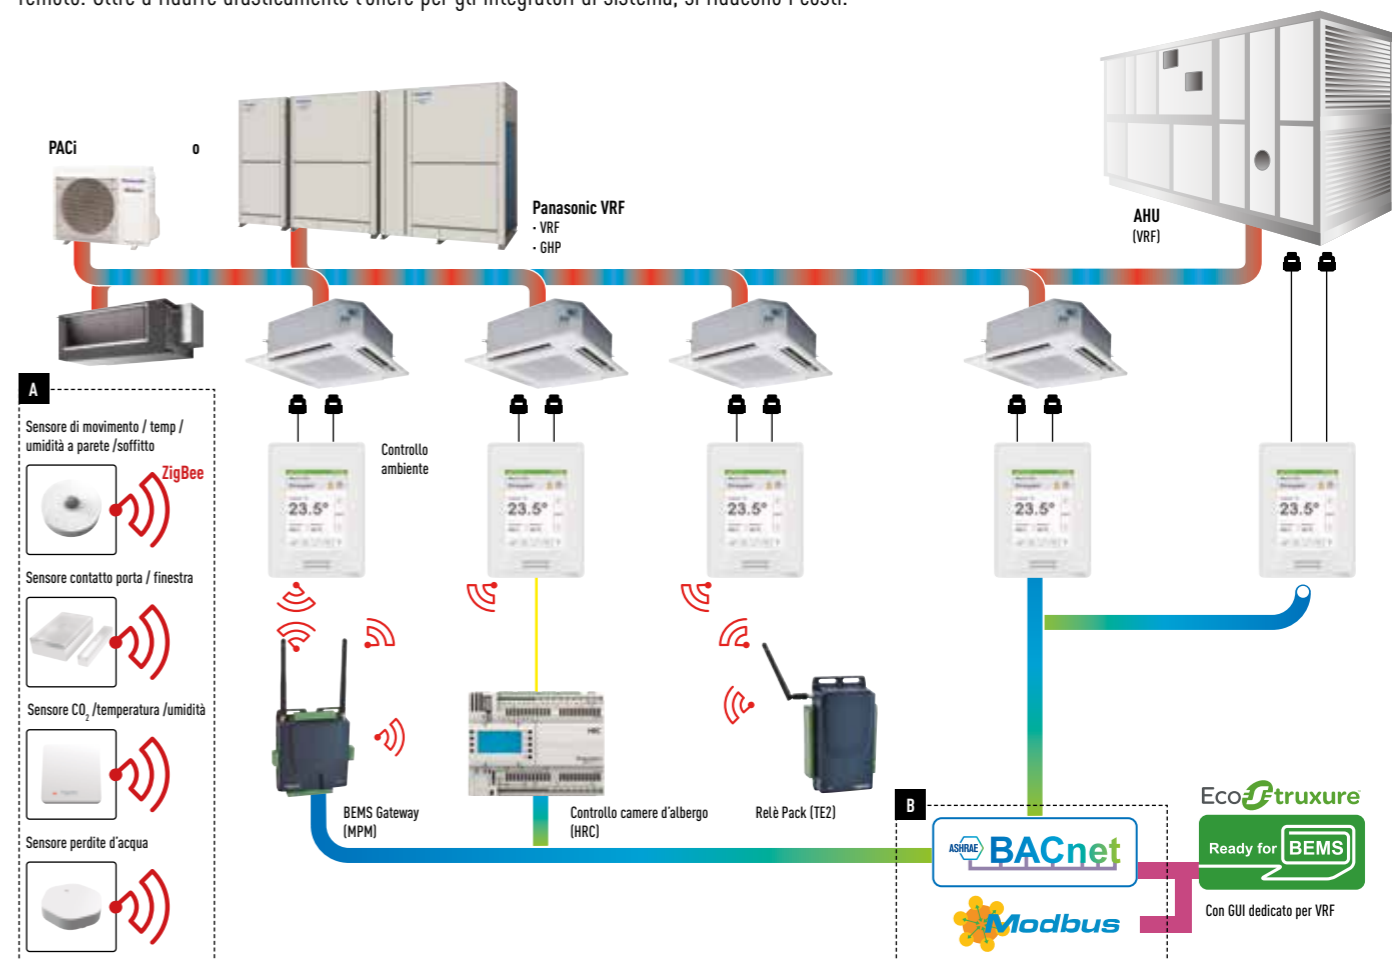 remoto. Oltre a ridurre drasticamente l'onere per gli integratori di sistema, si riducono i costi.
PACi
o
Panasonic VRF
· VRF
· GHP
AHU
(VRF)
A
Sensore di movimento / temp /
umidità a parete /soffitto
ZigBee
Sensore contatto porta / finestra
Sensore CO2 /temperatura /umidità
Sensore perdite d'acqua
Controllo
ambiente
23.5°
23.5°
23.5°
23.5°
23.5°
HRC
BEMS Gateway
(MPM)
Controllo camere d'albergo
(HRC)
Relè Pack (TE2)
B
ASHRAE BACnet
Modbus
EcoStruxure
Ready for BEMS
Con GUI dedicato per VRF